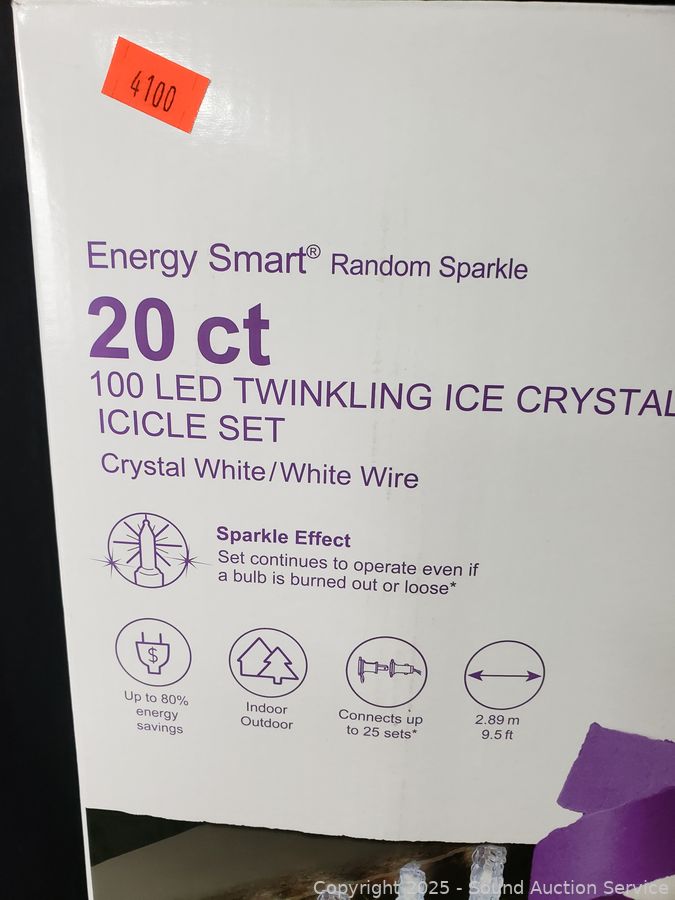 4100
Energy Smart® Random Sparkle
20 ct
100 LED TWINKLING ICE CRYSTAL
ICICLE SET
Crystal White/White Wire
Sparkle Effect
Set continues to operate even if
a bulb is burned out or loose*
$
Up to 80%
energy
savings
Indoor
Outdoor
Connects up
to 25 sets*
2.89 m
9.5 ft
Copyright 2025 - Sound Auction Service